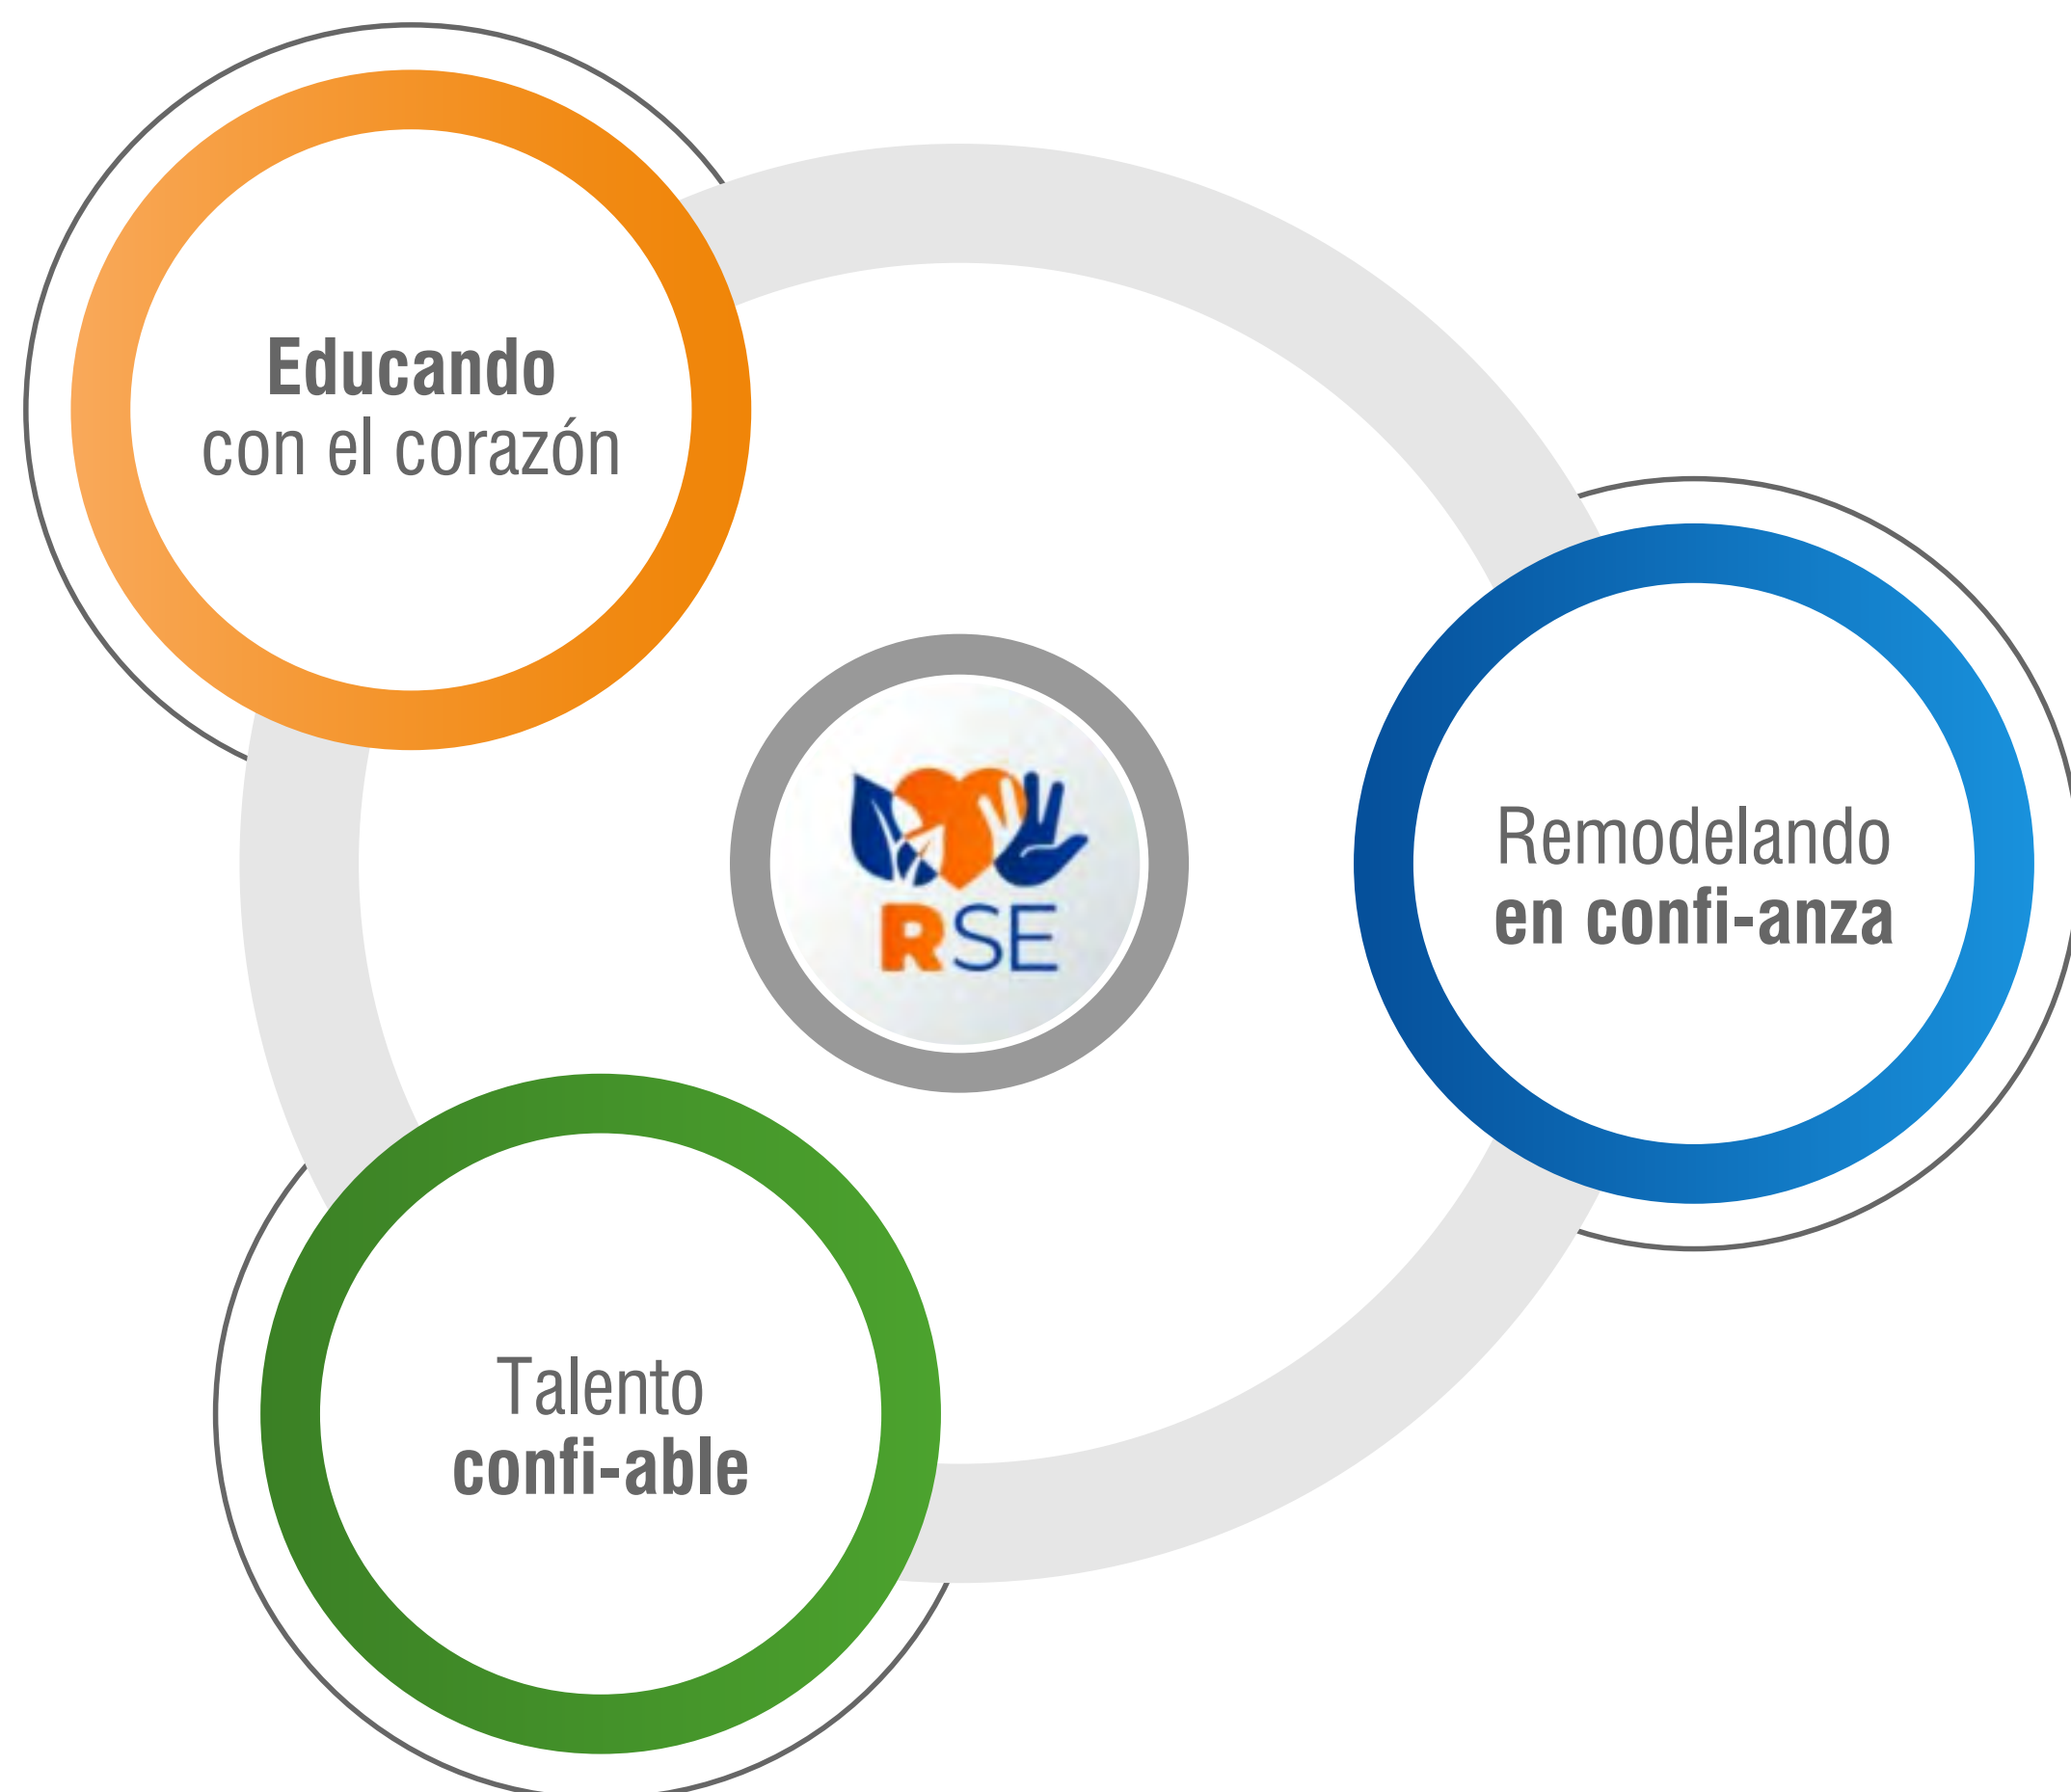 Educando
con el corazón
Remodelando
en confi-anza
RSE
Talento
confi-able